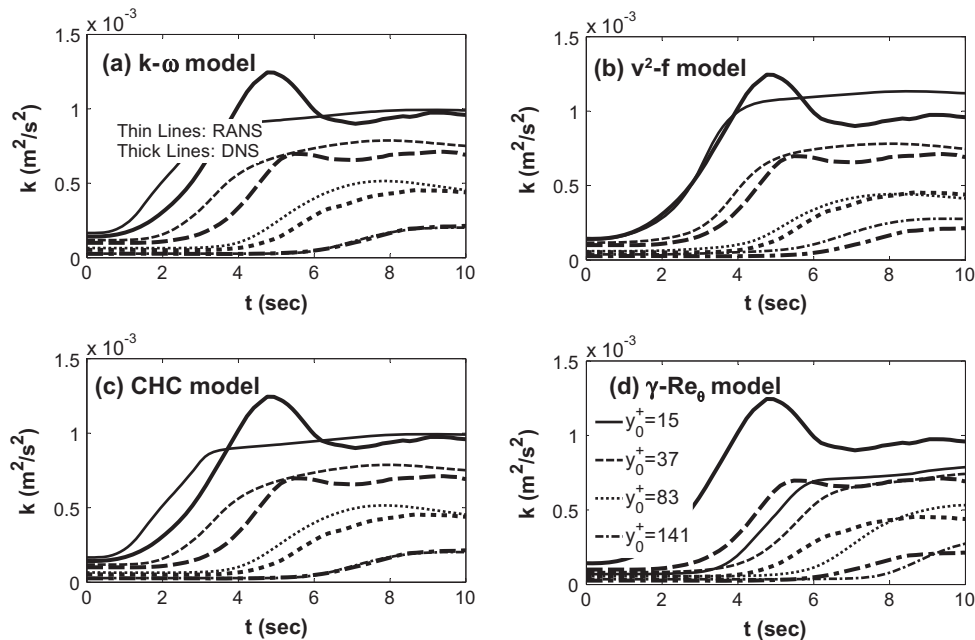 x 10⁻³
1.5
1
0.5
0
(a) k-ω model
Thin Lines: RANS
Thick Lines: DNS
k (m²/s²)
0 2 4 6 8 10
t (sec)
x 10⁻³
1.5
1
0.5
0
(b) v²-f model
k (m²/s²)
0 2 4 6 8 10
t (sec)
x 10⁻³
1.5
1
0.5
0
(c) CHC model
k (m²/s²)
0 2 4 6 8 10
t (sec)
x 10⁻³
1.5
1
0.5
0
(d) γ-Reθ model
y₀⁺=15
y₀⁺=37
y₀⁺=83
y₀⁺=141
k (m²/s²)
0 2 4 6 8 10
t (sec)